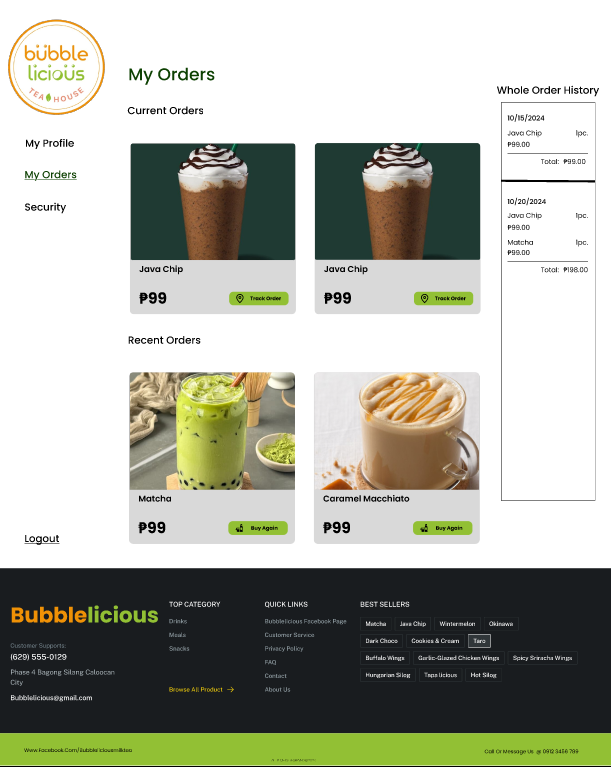 bubble
licious
TEA HOUSE
My Profile
My Orders
Security
Logout
My Orders
Current Orders
Java Chip
₱99
Track Order
Java Chip
₱99
Track Order
Recent Orders
Matcha
₱99
Buy Again
Caramel Macchiato
₱99
Buy Again
Whole Order History
10/15/2024
Java Chip 1pc.
₱99.00
Total: ₱99.00
10/20/2024
Java Chip 1pc.
₱99.00
Matcha 1pc.
₱99.00
Total: ₱198.00
Bubblelicious
Customer Supports:
(629) 555-0129
Phase 4 Bagong Silang Caloocan
City
Bubblelicious@gmail.com
TOP CATEGORY
Drinks
Meals
Snacks
Browse All Product →
QUICK LINKS
Bubblelicious Facebook Page
Customer Service
Privacy Policy
FAQ
Contact
About Us
BEST SELLERS
Matcha Java Chip Wintermelon Okinawa
Dark Choco Cookies & Cream Taro
Buffalo Wings Garlic-Glazed Chicken Wings Spicy Sriracha Wings
Hungarian Silog Tapa licious Hot Silog
Www.Facebook.Com/Bubbleliciousmilktea
Call Or Message Us: @ 0912 3456 789